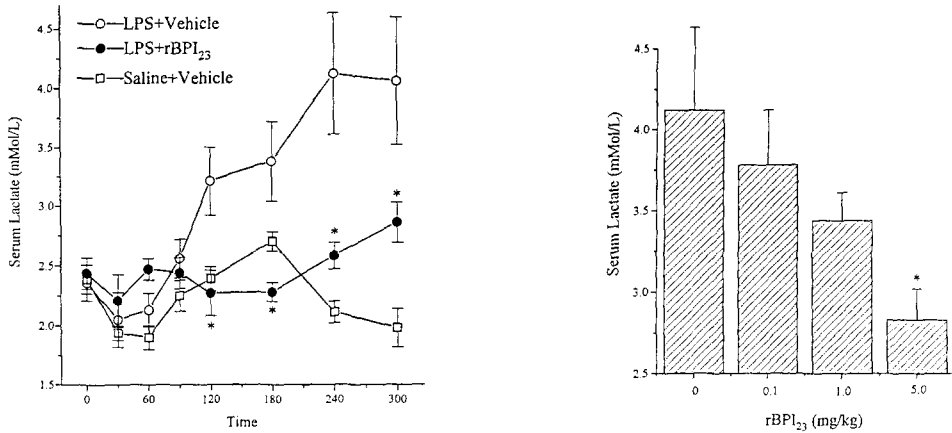 LPS+Vehicle
LPS+rBPI23
Saline+Vehicle
Serum Lactate (mMol/L)
4.5
4.0
3.5
3.0
2.5
2.0
1.5
*
*
*
*
0 60 120 180 240 300
Time
Serum Lactate (mMol/L)
4.5
4.0
3.5
3.0
2.5
*
0 0.1 1.0 5.0
rBPI23 (mg/kg)